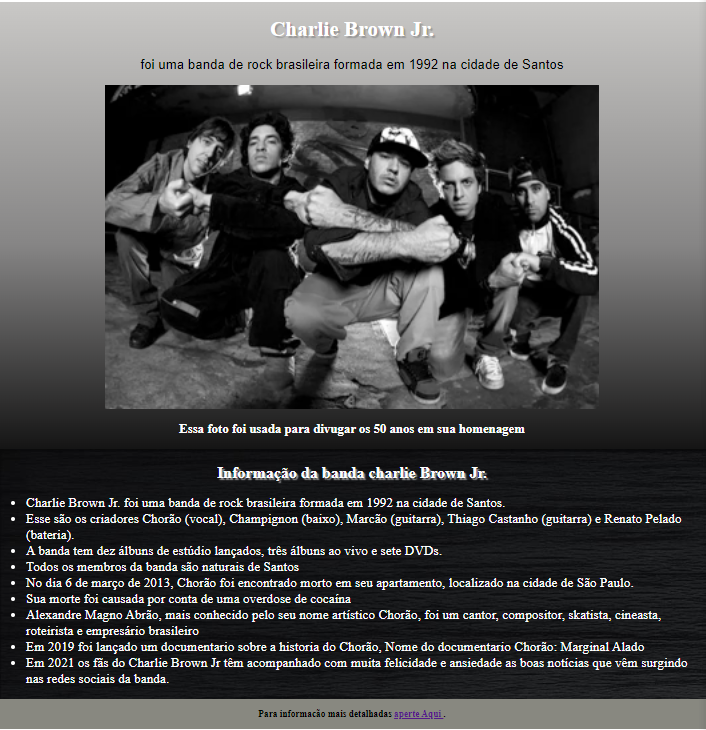 Charlie Brown Jr.
foi uma banda de rock brasileira formada em 1992 na cidade de Santos
Essa foto foi usada para divugar os 50 anos em sua homenagem
Informação da banda charlie Brown Jr.
Charlie Brown Jr. foi uma banda de rock brasileira formada em 1992 na cidade de Santos.
Esse são os criadores Chorão (vocal), Champignon (baixo), Marcão (guitarra), Thiago Castanho (guitarra) e Renato Pelado
(bateria).
A banda tem dez álbuns de estúdio lançados, três álbuns ao vivo e sete DVDs.
Todos os membros da banda são naturais de Santos
No dia 6 de março de 2013, Chorão foi encontrado morto em seu apartamento, localizado na cidade de São Paulo.
Sua morte foi causada por conta de uma overdose de cocaína
Alexandre Magno Abrão, mais conhecido pelo seu nome artístico Chorão, foi um cantor, compositor, skatista, cineasta,
roteirista e empresário brasileiro
Em 2019 foi lançado um documentario sobre a historia do Chorão, Nome do documentario Chorão: Marginal Alado
Em 2021 os fãs do Charlie Brown Jr têm acompanhado com muita felicidade e ansiedade as boas notícias que vêm surgindo
nas redes sociais da banda.
Para informacão mais detalhadas aperte Aqui .